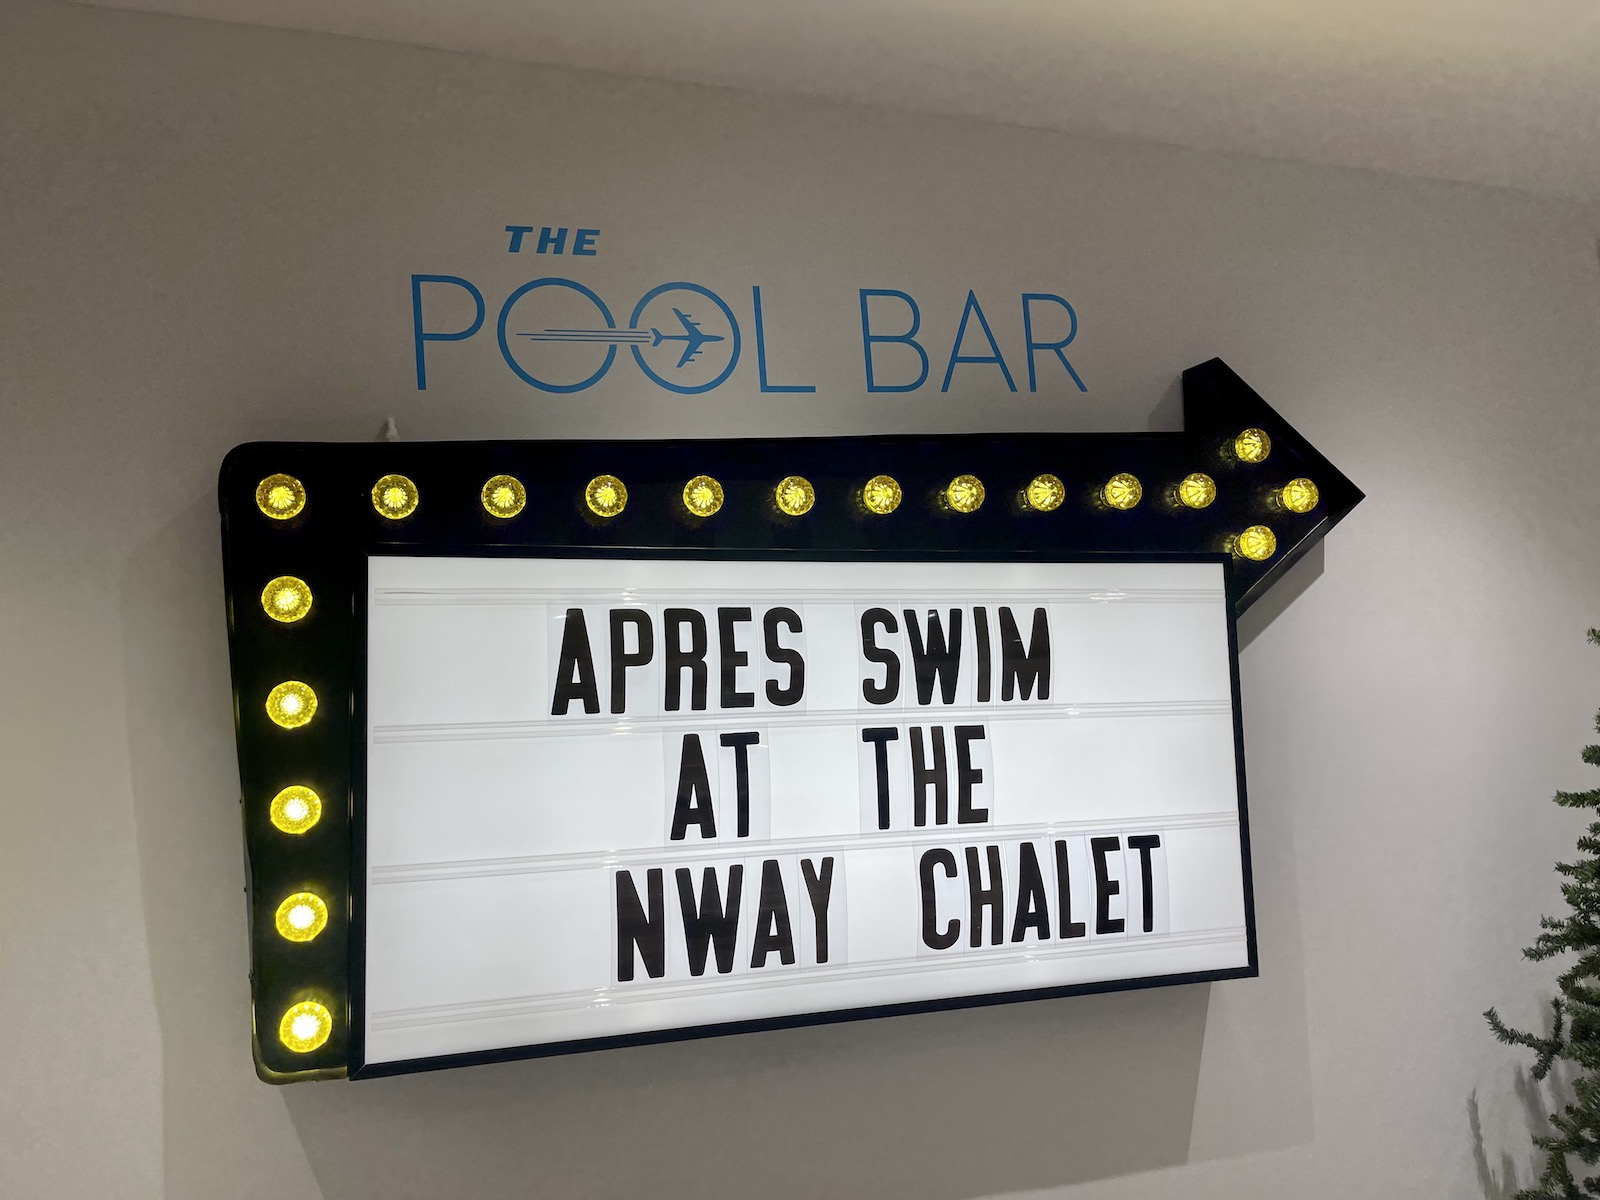 THE
POOL BAR
APRES SWIM
AT THE
NWAY CHALET